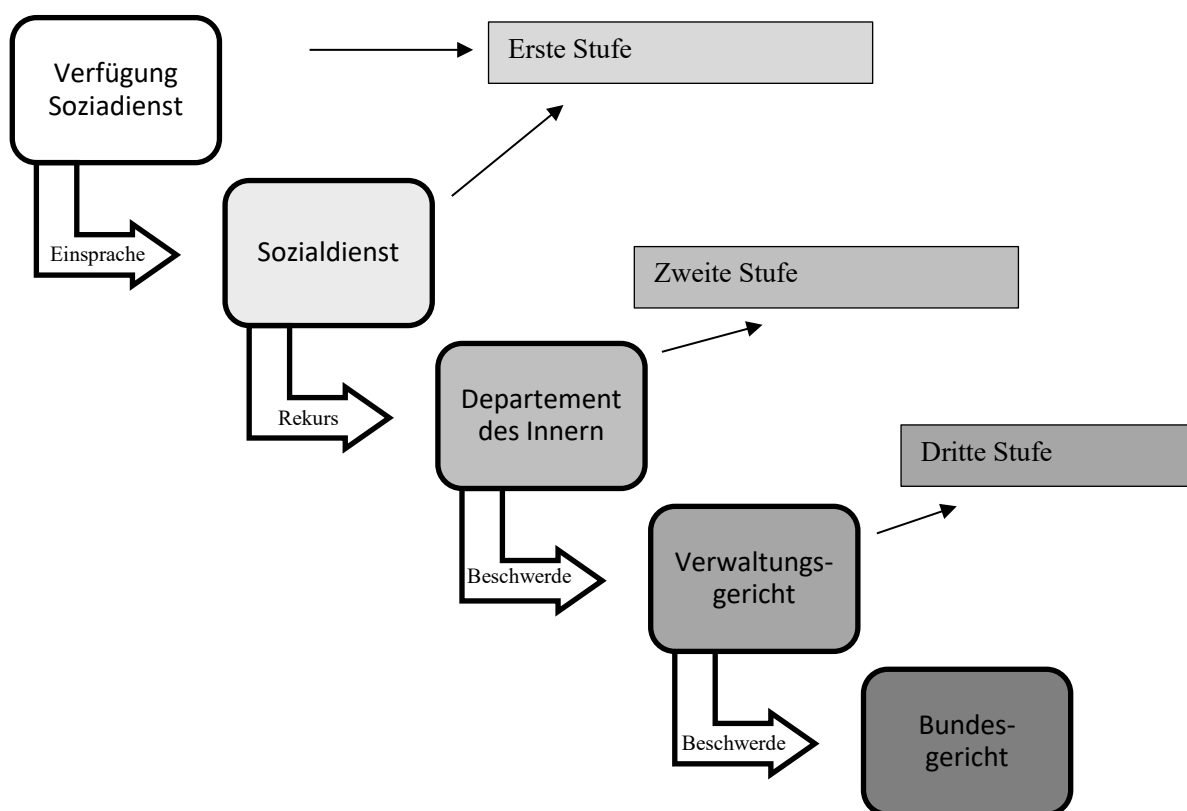 Verfügung
Soziadienst
Erste Stufe
Einsprache
Sozialdienst
Zweite Stufe
Rekurs
Departement
des Innern
Dritte Stufe
Beschwerde
Verwaltungs-
gericht
Beschwerde
Bundes-
gericht